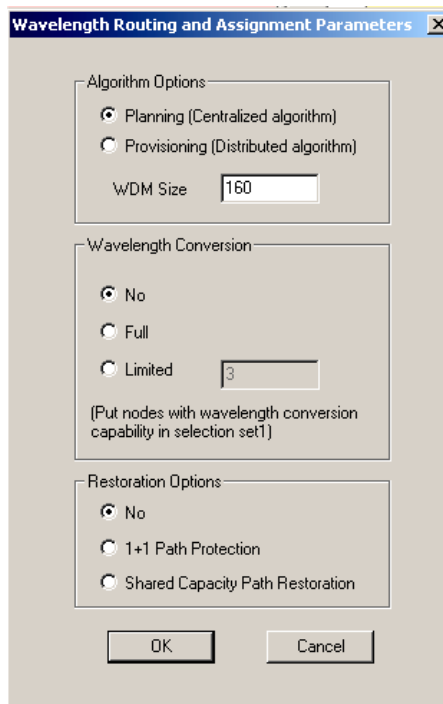 Wavelength Routing and Assignment Parameters
Algorithm Options
Planning (Centralized algorithm)
Provisioning (Distributed algorithm)
WDM Size 160
Wavelength Conversion
No
Full
Limited 3
(Put nodes with wavelength conversion
capability in selection set1)
Restoration Options
No
1+1 Path Protection
Shared Capacity Path Restoration
OK Cancel